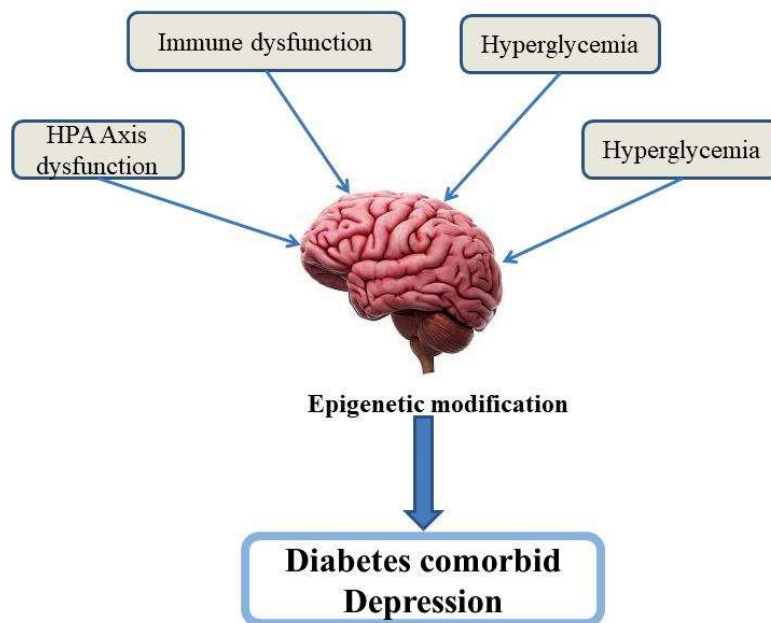 Immune dysfunction
Hyperglycemia
HPA Axis
dysfunction
Hyperglycemia
Epigenetic modification
Diabetes comorbid
Depression